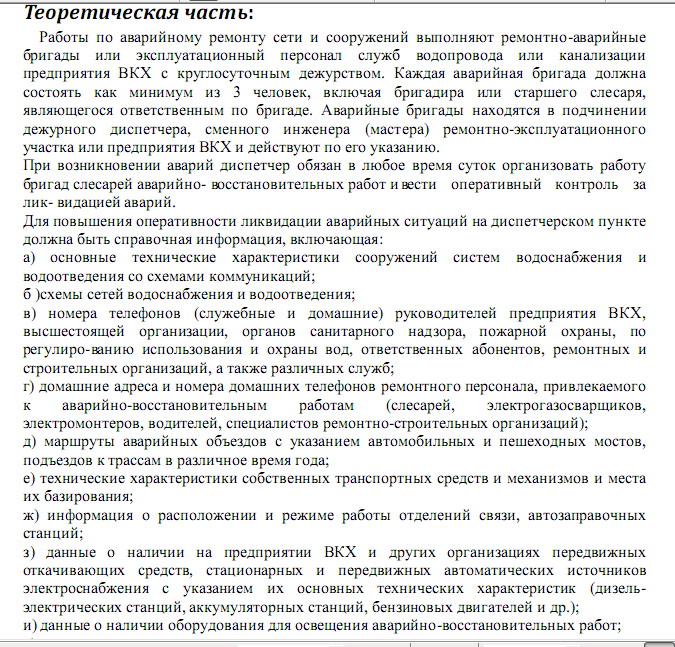 Теоретическая часть:
Работы по аварийному ремонту сети и сооружений выполняют ремонтно-аварийные
бригады или эксплуатационный персонал служб водопровода или канализации
предприятия ВКХ с круглосуточным дежурством. Каждая аварийная бригада должна
состоять как минимум из 3 человек, включая бригадира или старшего слесаря,
являющегося ответственным по бригаде. Аварийные бригады находятся в подчинении
дежурного диспетчера, сменного инженера (мастера) ремонтно-эксплуатационного
участка или предприятия ВКХ и действуют по его указанию.
При возникновении аварий диспетчер обязан в любое время суток организовать работу
бригад слесарей аварийно- восстановительных работ и вести оперативный контроль за
лик- видацией аварий.
Для повышения оперативности ликвидации аварийных ситуаций на диспетчерском пункте
должна быть справочная информация, включающая:
а) основные технические характеристики сооружений систем водоснабжения и
водоотведения со схемами коммуникаций;
б )схемы сетей водоснабжения и водоотведения;
в) номера телефонов (служебные и домашние) руководителей предприятия ВКХ,
высшестоящей организации, органов санитарного надзора, пожарной охраны, по
регулиро-ванию использования и охраны вод, ответственных абонентов, ремонтных и
строительных организаций, а также различных служб;
г) домашние адреса и номера домашних телефонов ремонтного персонала, привлекаемого
к аварийно-восстановительным работам (слесарей, электрогазосварщиков,
электромонтеров, водителей, специалистов ремонтно-строительных организаций);
д) маршруты аварийных объездов с указанием автомобильных и пешеходных мостов,
подъездов к трассам в различное время года;
е) технические характеристики собственных транспортных средств и механизмов и места
их базирования;
ж) информация о расположении и режиме работы отделений связи, автозаправочных
станций;
з) данные о наличии на предприятии ВКХ и других организациях передвижных
откачивающих средств, стационарных и передвижных автоматических источников
электроснабжения с указанием их основных технических характеристик (дизель-
электрических станций, аккумуляторных станций, бензиновых двигателей и др.);
и) данные о наличии оборудования для освещения аварийно-восстановительных работ;